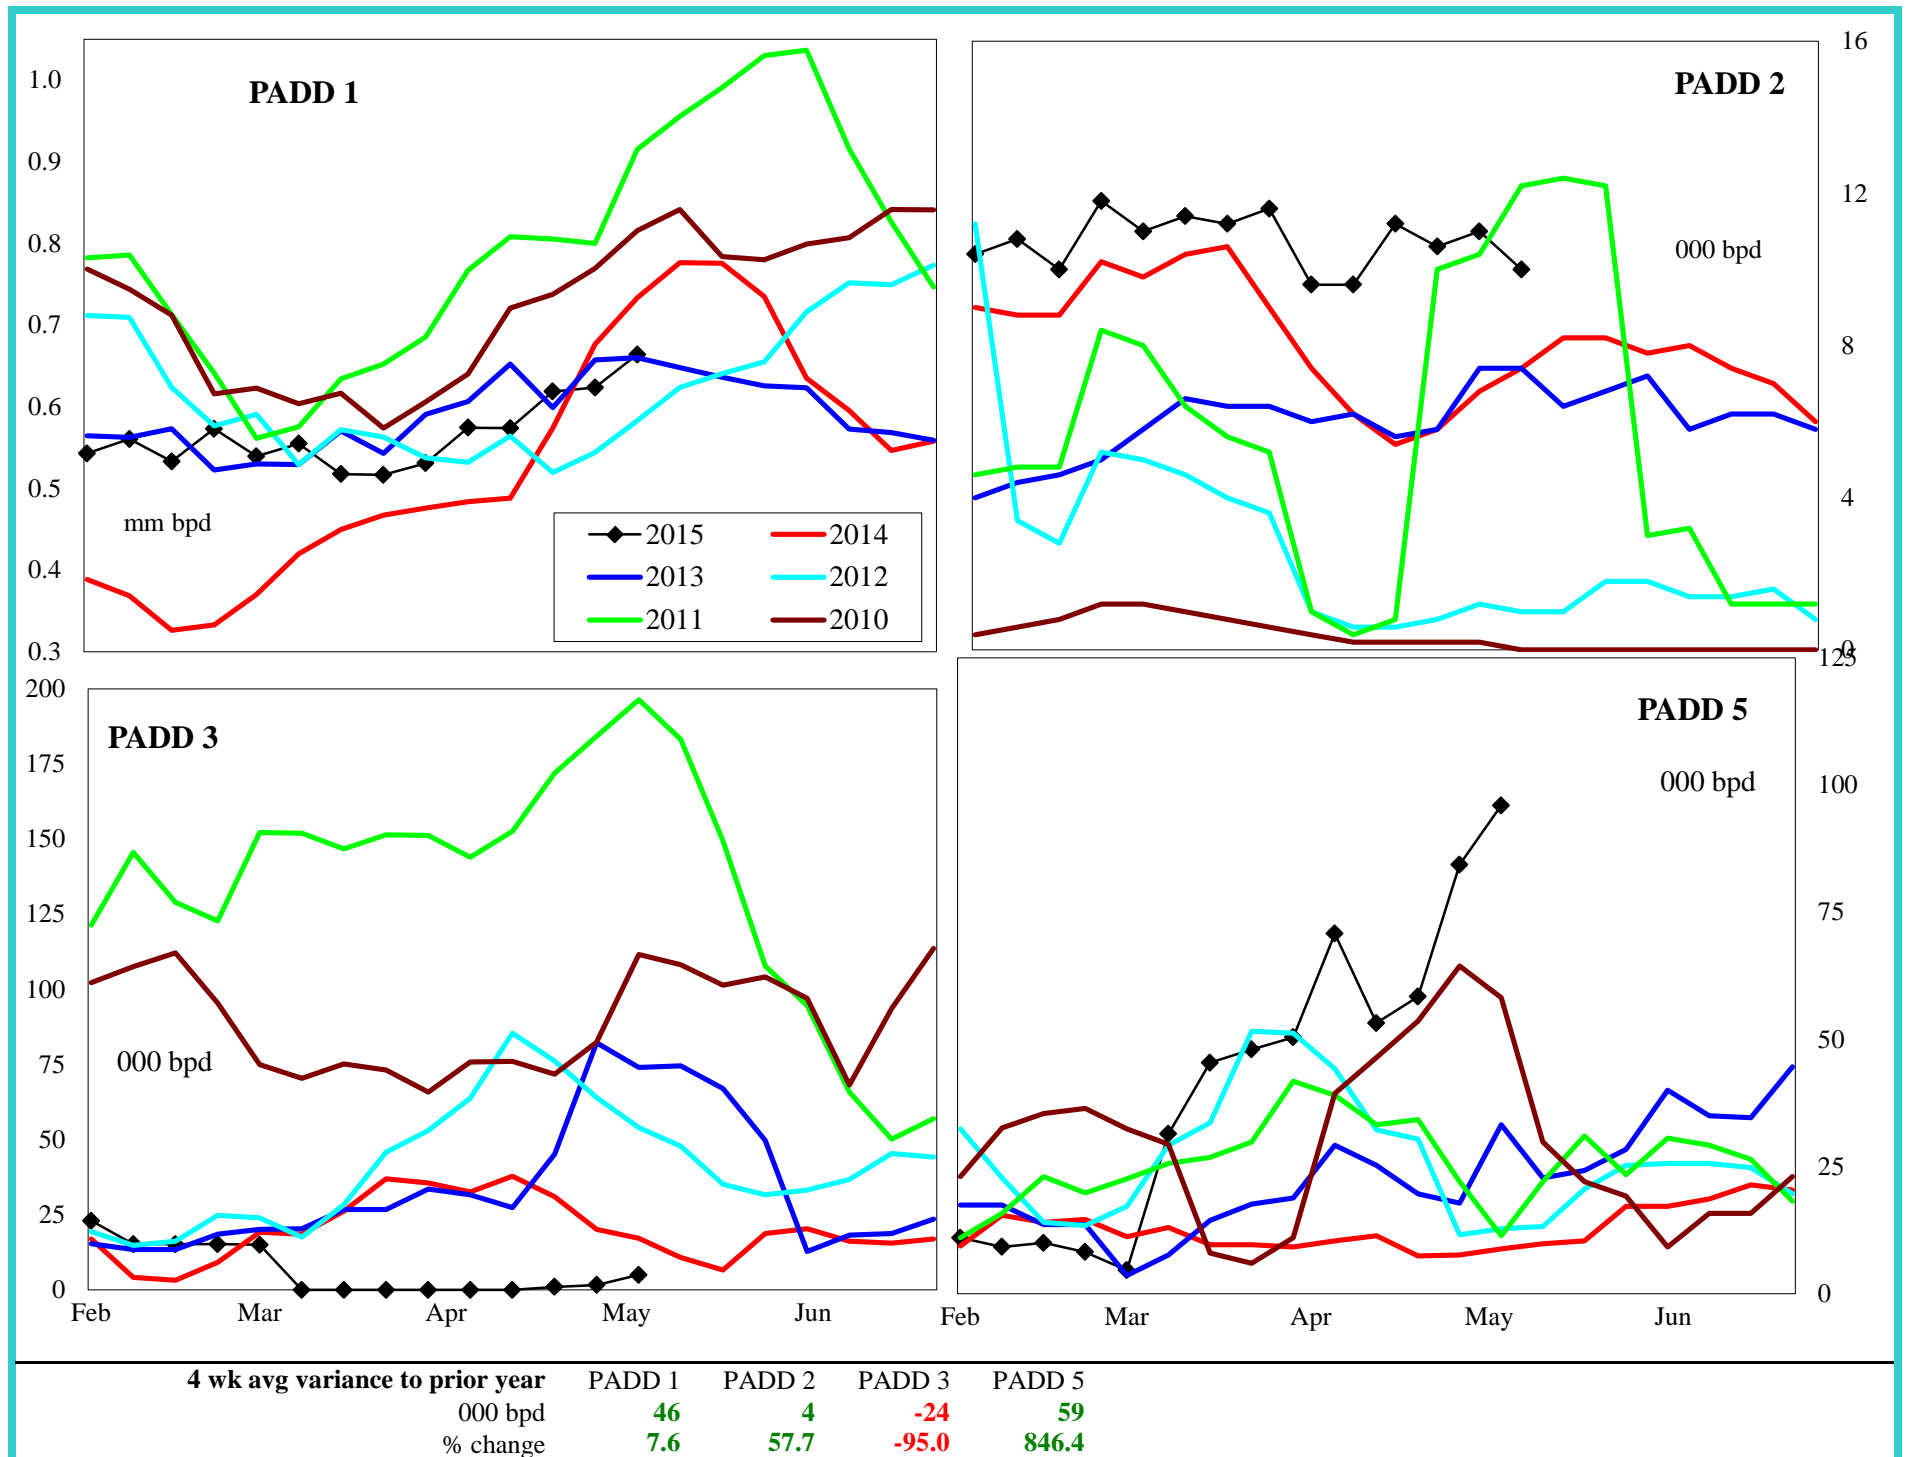 PADD 1
1.0
0.9
0.8
0.7
0.6
0.5
0.4
0.3
mm bpd
2015 2014
2013 2012
2011 2010
PADD 2
000 bpd
16
12
8
4
0
PADD 3
000 bpd
200
175
150
125
100
75
50
25
0
Feb Mar Apr May Jun
PADD 5
000 bpd
125
100
75
50
25
0
Feb Mar Apr May Jun
4 wk avg variance to prior year PADD 1 PADD 2 PADD 3 PADD 5
000 bpd 46 4 -24 59
% change 7.6 57.7 -95.0 846.4